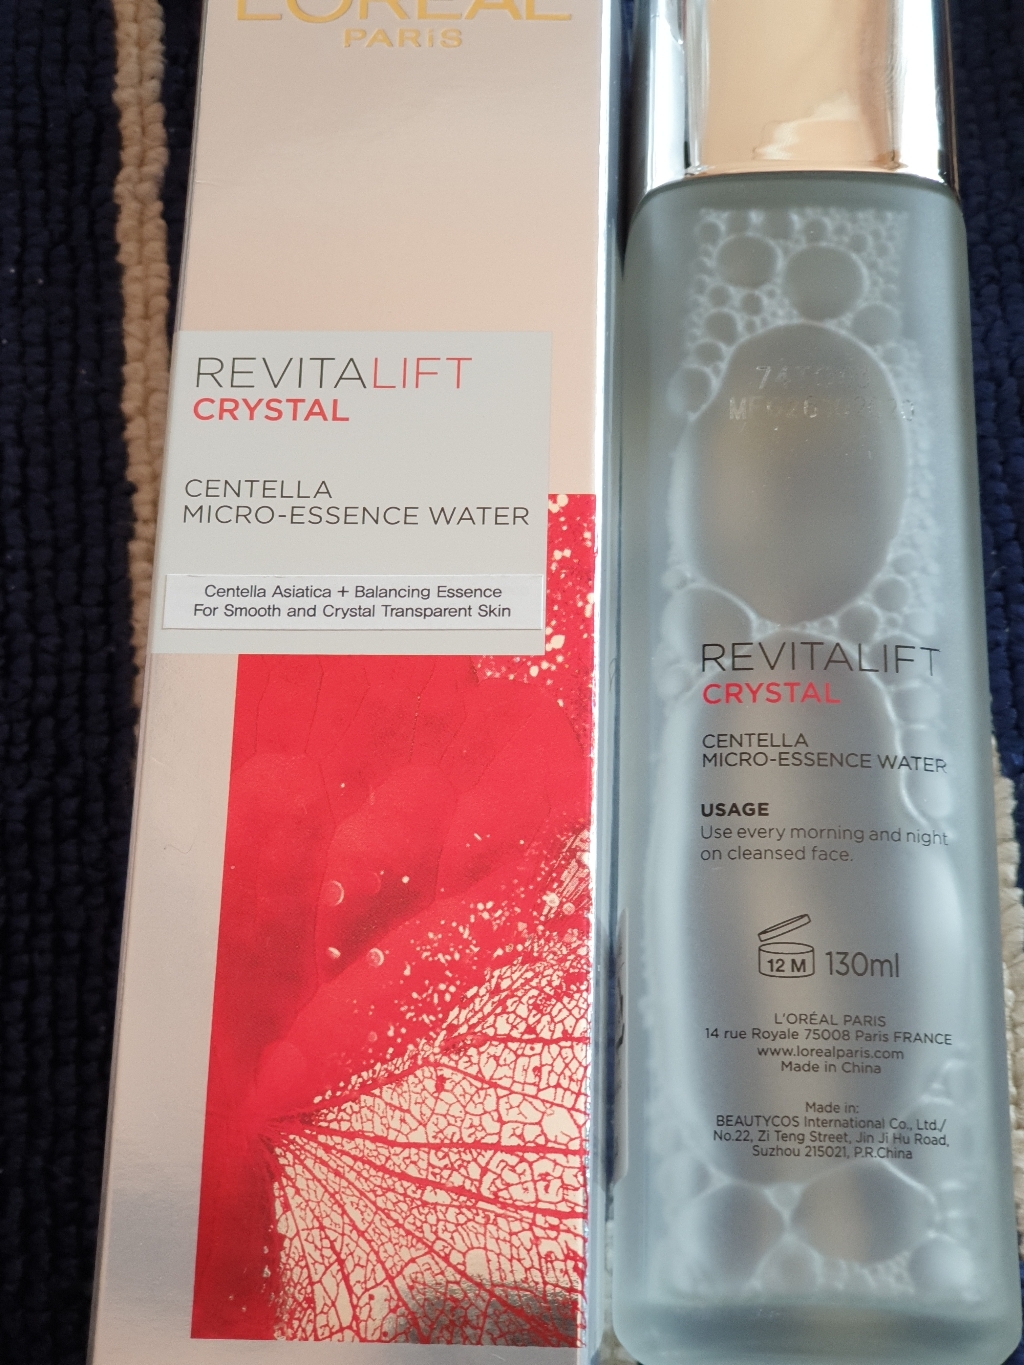 L'ORÉAL
PARIS
REVITALIFT
CRYSTAL
CENTELLA
MICRO-ESSENCE WATER
Centella Asiatica + Balancing Essence
For Smooth and Crystal Transparent Skin
REVITALIFT
CRYSTAL
CENTELLA
MICRO-ESSENCE WATER
USAGE
Use every morning and night
on cleansed face.
12 M 130ml
L'ORÉAL PARIS
14 rue Royale 75008 Paris FRANCE
www.lorealparis.com
Made in China
Made in:
BEAUTYCOS International Co., Ltd./
No.22, Zi Teng Street, Jin Ji Hu Road,
Suzhou 215021, P.R.China